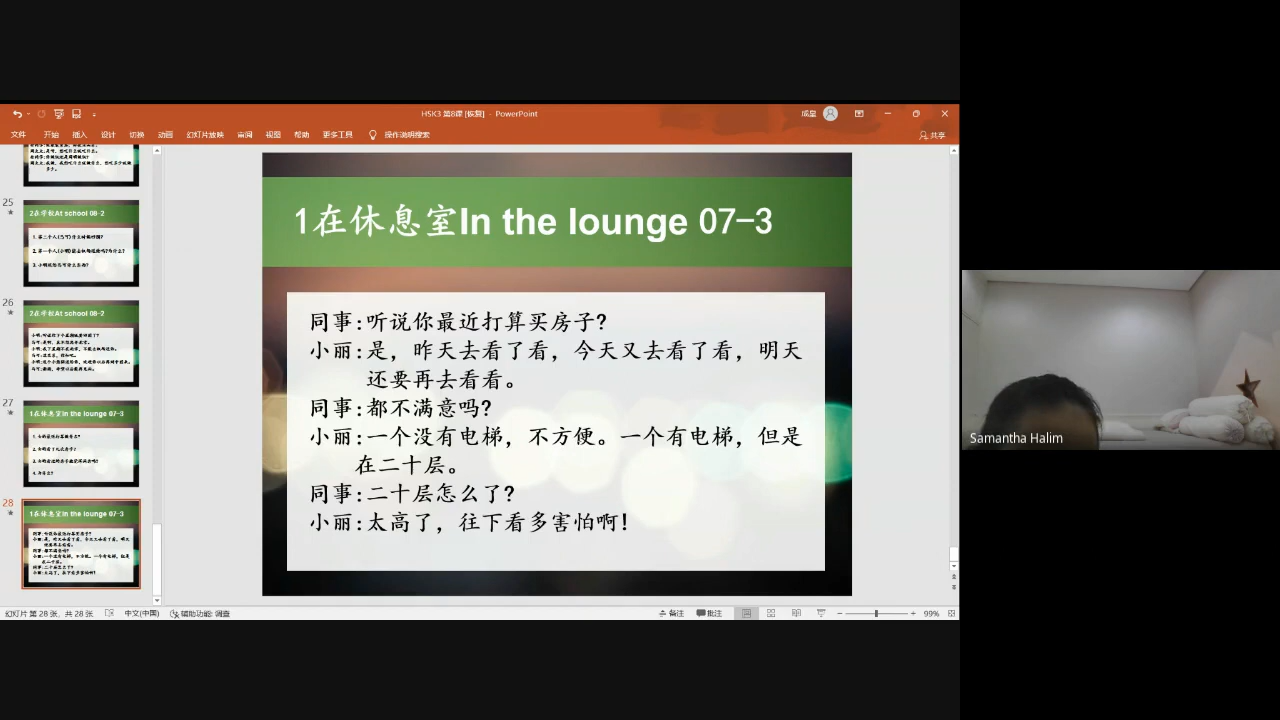 HSK3 第8课 [恢复] - PowerPoint
文件 开始 插入 设计 切换 动画 幻灯片放映 审阅 视图 帮助 更多工具 操作说明搜索
共享
25
2在学校At school 08-2
26
2在学校At school 08-2
27
1在休息室In the lounge 07-3
28
1在休息室In the lounge 07-3
1在休息室In the lounge 07-3
同事:听说你最近打算买房子?
小丽:是，昨天去看了看，今天又去看了看，明天
还要再去看看。
同事:都不满意吗?
小丽:一个没有电梯，不方便。一个有电梯，但是
在二十层。
同事:二十层怎么了?
小丽:太高了，往下看多害怕啊!
Samantha Halim
幻灯片 第 28 张，共 28 张 中文(中国) 辅助功能: 调查
备注 批注 99%